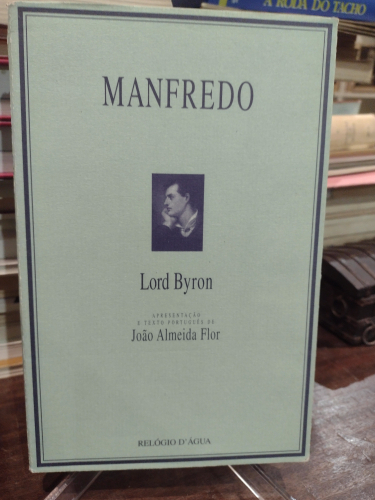 A RODA DO TACHO
MANFREDO
Lord Byron
APRESENTAÇÃO
E TEXTO PORTUGUÊS DE
João Almeida Flor
RELÓGIO D'ÁGUA